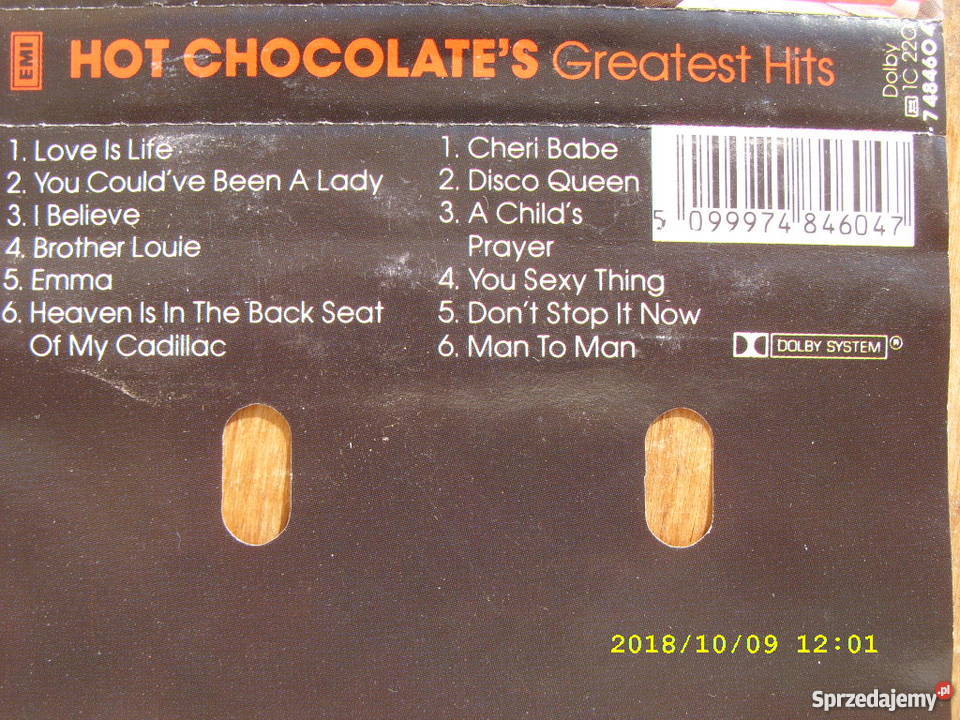 EMI
HOT CHOCOLATE'S Greatest Hits
Dolby
1C 220
7 48460 4
1. Love Is Life
2. You Could've Been A Lady
3. I Believe
4. Brother Louie
5. Emma
6. Heaven Is In The Back Seat
Of My Cadillac
1. Cheri Babe
2. Disco Queen
3. A Child's
Prayer
4. You Sexy Thing
5. Don't Stop It Now
6. Man To Man
5 099974 846047
DOLBY SYSTEM ®
2018/10/09 12:01
Sprzedajemy.pl